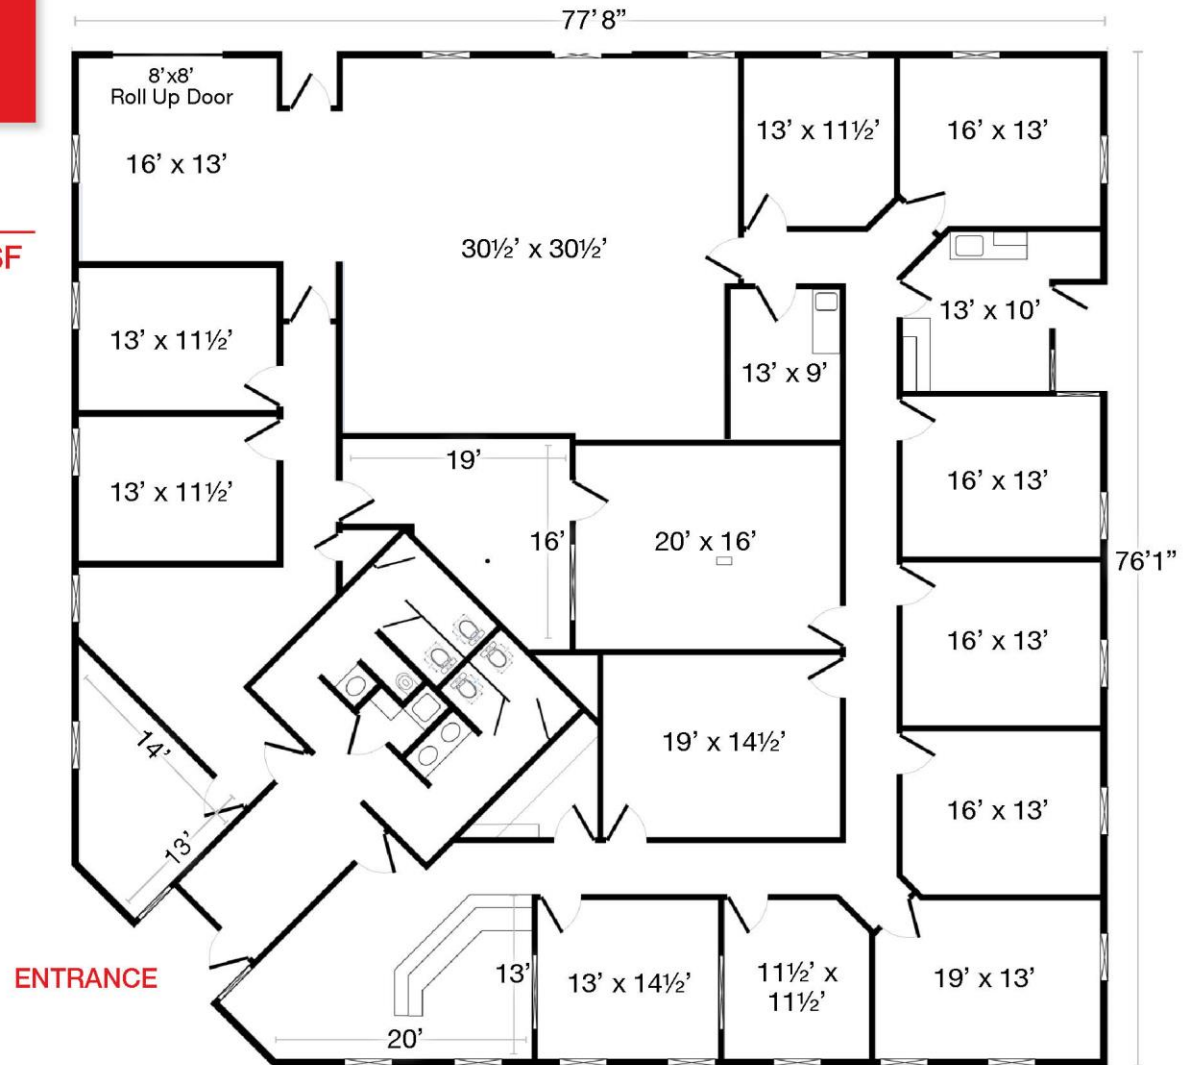 77' 8"
8'x8'
Roll Up Door
16' x 13'
13' x 11½'
16' x 13'
SF
30½' x 30½'
13' x 10'
13' x 11½'
13' x 9'
19'
16' x 13'
13' x 11½'
16'
20' x 16'
76'1"
16' x 13'
14'
19' x 14½'
16' x 13'
13'
ENTRANCE
13'
20'
13' x 14½'
11½' x
11½'
19' x 13'